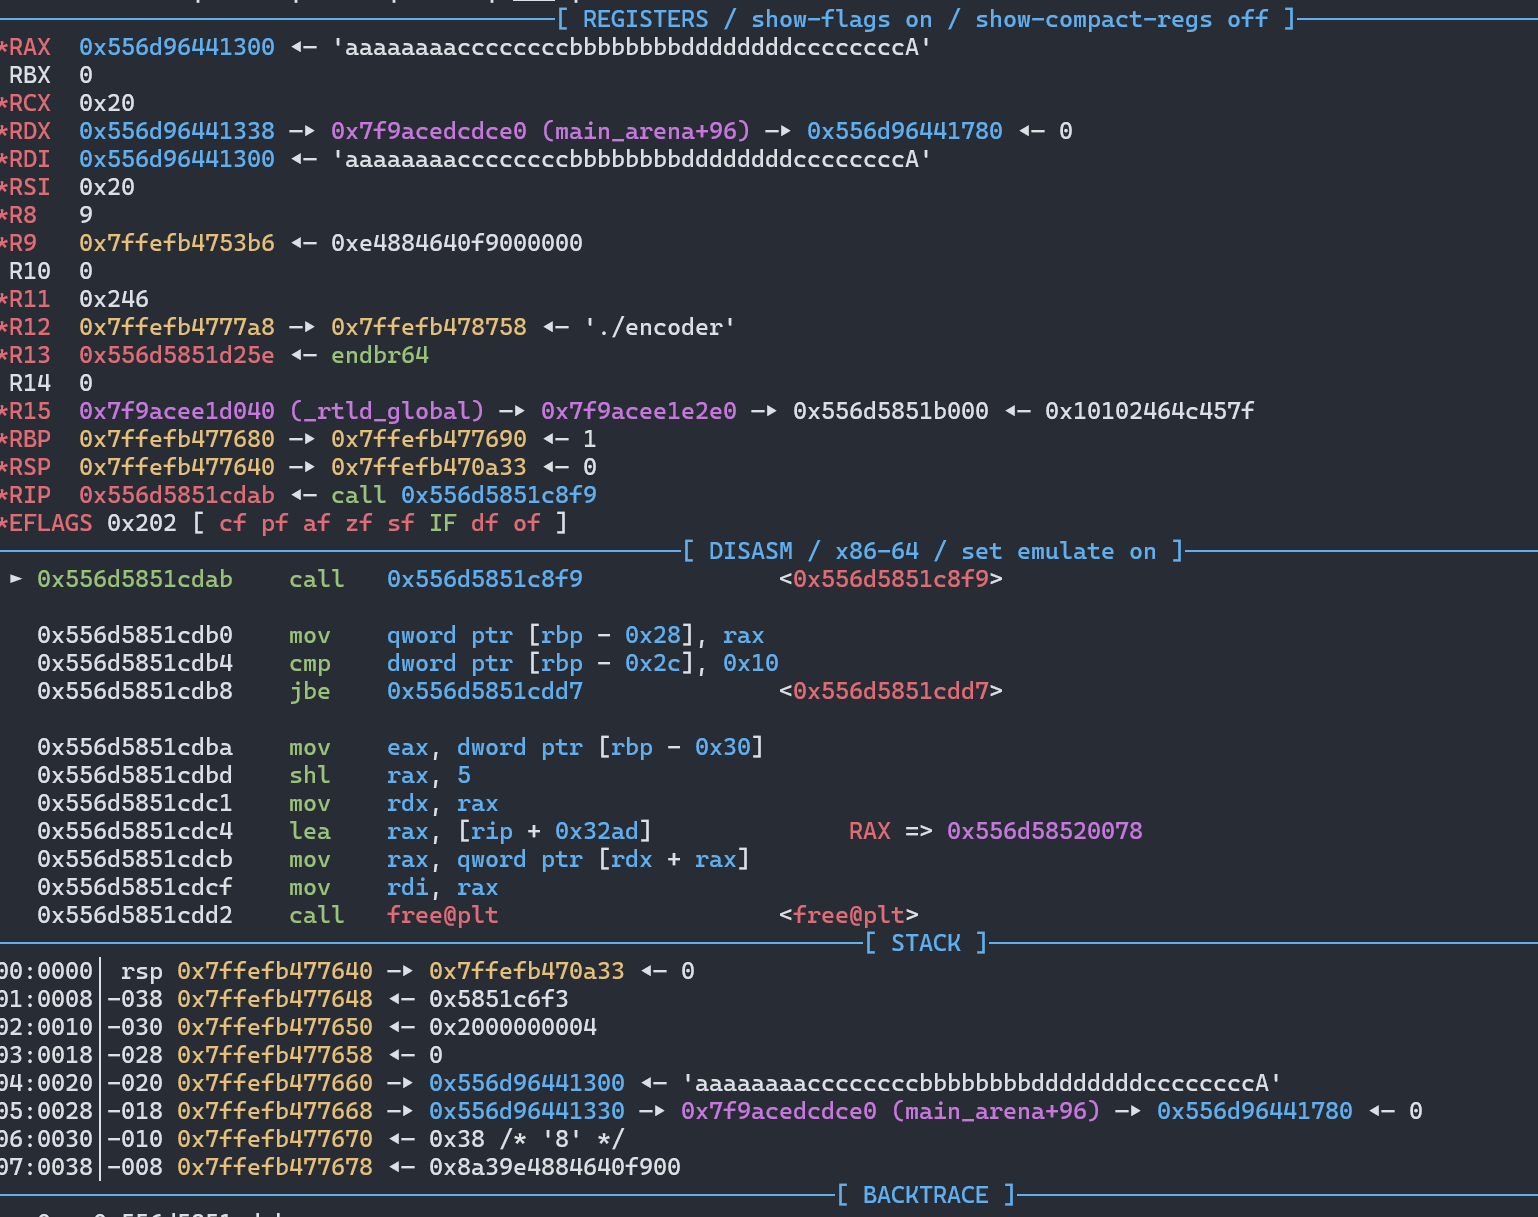 [ REGISTERS / show-flags on / show-compact-regs off ]
*RAX  0x556d96441300 ◂— 'aaaaaaaaccccccccbbbbbbbbddddddddccccccccA'
 RBX  0
*RCX  0x20
*RDX  0x556d96441338 —▸ 0x7f9acedcdce0 (main_arena+96) —▸ 0x556d96441780 ◂— 0
*RDI  0x556d96441300 ◂— 'aaaaaaaaccccccccbbbbbbbbddddddddccccccccA'
*RSI  0x20
*R8   9
*R9   0x7ffefb4753b6 ◂— 0xe4884640f9000000
 R10  0
*R11  0x246
*R12  0x7ffefb4777a8 —▸ 0x7ffefb478758 ◂— './encoder'
*R13  0x556d5851d25e ◂— endbr64
 R14  0
*R15  0x7f9acee1d040 (_rtld_global) —▸ 0x7f9acee1e2e0 —▸ 0x556d5851b000 ◂— 0x10102464c457f
*RBP  0x7ffefb477680 —▸ 0x7ffefb477690 ◂— 1
*RSP  0x7ffefb477640 —▸ 0x7ffefb470a33 ◂— 0
*RIP  0x556d5851cdab ◂— call 0x556d5851c8f9
*EFLAGS 0x202 [ cf pf af zf sf IF df of ]
[ DISASM / x86-64 / set emulate on ]
► 0x556d5851cdab    call   0x556d5851c8f9              <0x556d5851c8f9>
0x556d5851cdb0    mov    qword ptr [rbp - 0x28], rax
0x556d5851cdb4    cmp    dword ptr [rbp - 0x2c], 0x10
0x556d5851cdb8    jbe    0x556d5851cdd7              <0x556d5851cdd7>
0x556d5851cdba    mov    eax, dword ptr [rbp - 0x30]
0x556d5851cdbd    shl    rax, 5
0x556d5851cdc1    mov    rdx, rax
0x556d5851cdc4    lea    rax, [rip + 0x32ad]              RAX => 0x556d58520078
0x556d5851cdcb    mov    rax, qword ptr [rdx + rax]
0x556d5851cdcf    mov    rdi, rax
0x556d5851cdd2    call   free@plt                    <free@plt>
[ STACK ]
00:0000│ rsp 0x7ffefb477640 —▸ 0x7ffefb470a33 ◂— 0
01:0008│-038 0x7ffefb477648 ◂— 0x5851c6f3
02:0010│-030 0x7ffefb477650 ◂— 0x2000000004
03:0018│-028 0x7ffefb477658 ◂— 0
04:0020│-020 0x7ffefb477660 —▸ 0x556d96441300 ◂— 'aaaaaaaaccccccccbbbbbbbbddddddddccccccccA'
05:0028│-018 0x7ffefb477668 —▸ 0x556d96441330 —▸ 0x7f9acedcdce0 (main_arena+96) —▸ 0x556d96441780 ◂— 0
06:0030│-010 0x7ffefb477670 ◂— 0x38 /* '8' */
07:0038│-008 0x7ffefb477678 ◂— 0x8a39e4884640f900
[ BACKTRACE ]